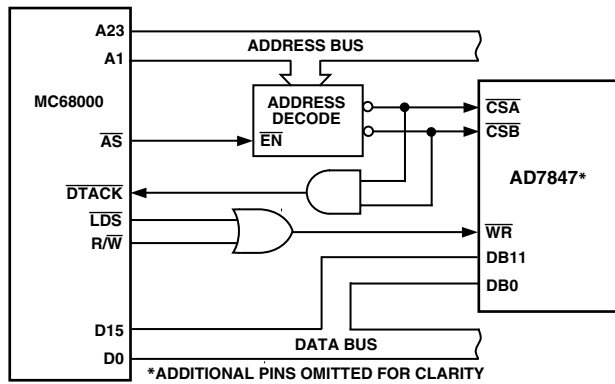 A23
ADDRESS BUS
A1
MC68000
ADDRESS
DECODE
CSA
AS
EN
CSB
AD7847*
DTACK
LDS
R/W
WR
DB11
DB0
D15
DATA BUS
D0
*ADDITIONAL PINS OMITTED FOR CLARITY